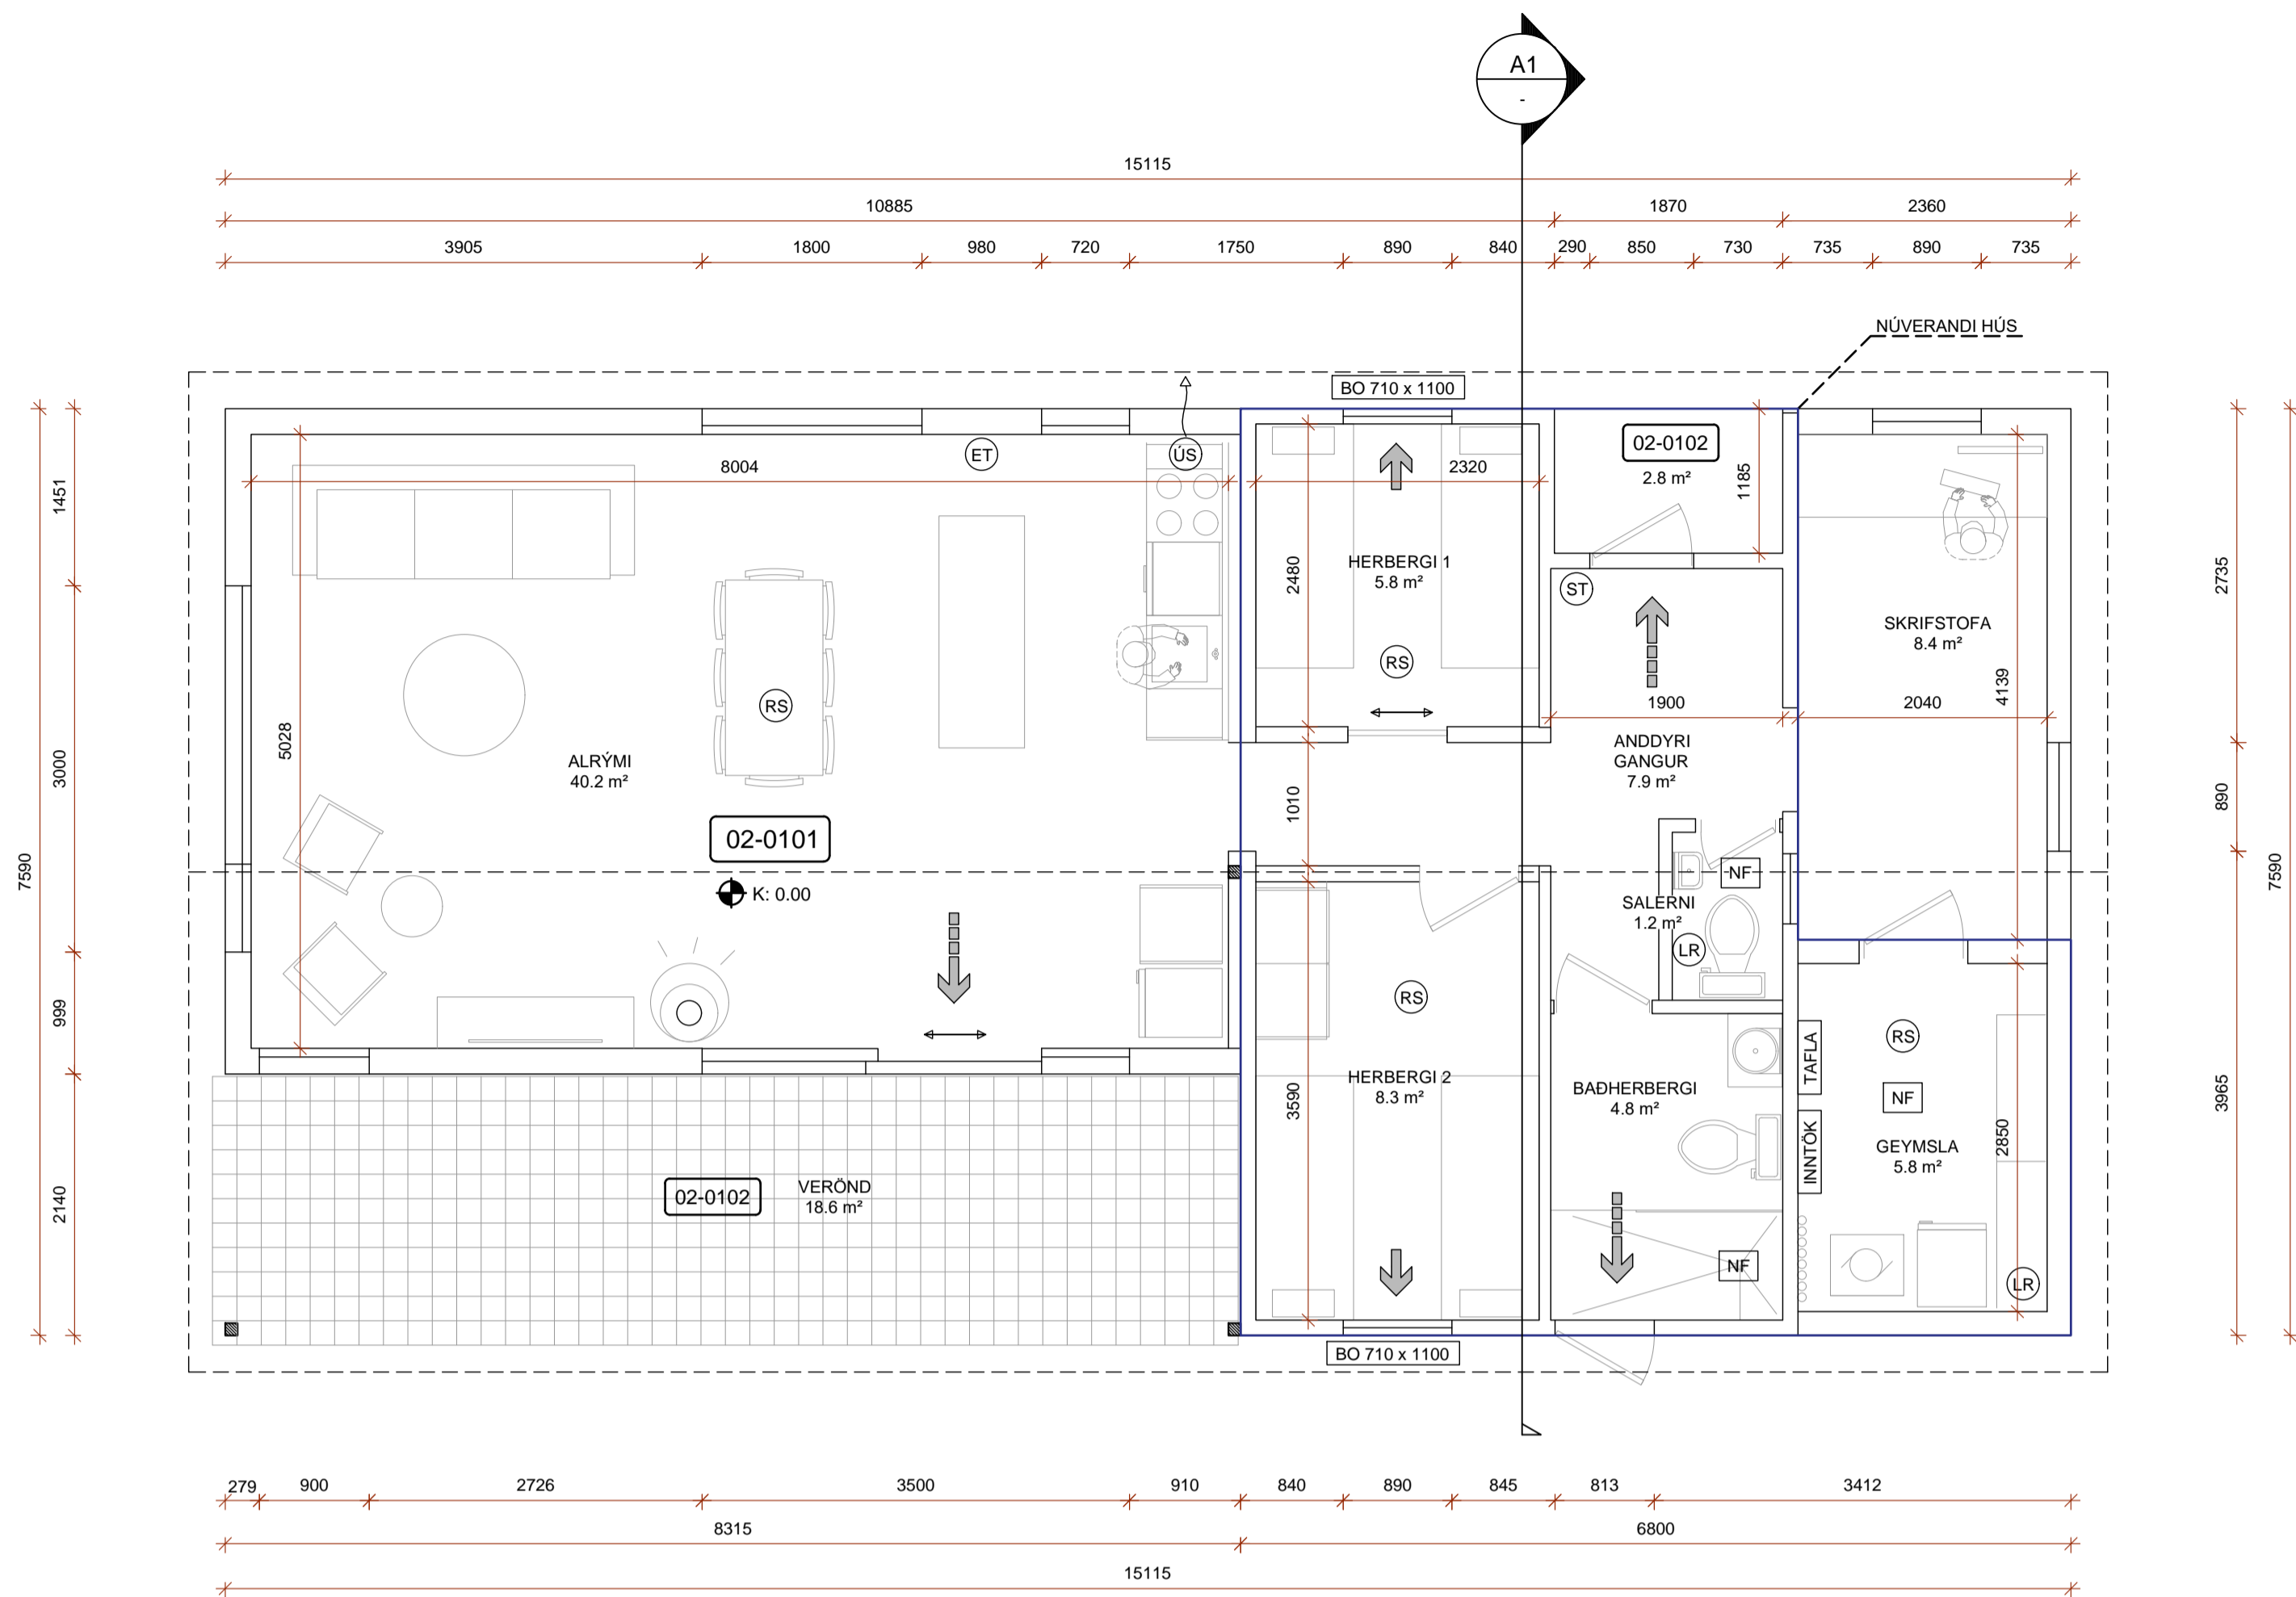 A1
-
15115
10885 1870 2360
3905 1800 980 720 1750 890 840 290 850 730 735 890 735
NÚVERANDI HÚS
BO 710 x 1100
ET
ÚS
02-0102
2.8 m²
1185
8004
2320
1451
2480
HERBERGI 1
5.8 m²
ST
2735
SKRIFSTOFA
8.4 m²
RS
4139
1900
2040
RS
5028
ALRÝMI
40.2 m²
3000
ANDDYRI
GANGUR
7.9 m²
1010
890
02-0101
7590
7590
K: 0.00
NF
SALERNI
1.2 m²
LR
999
RS
RS
TAFLA
HERBERGI 2
8.3 m²
3590
BAÐHERBERGI
4.8 m²
NF
3965
INNTÖK
GEYMSLA
5.8 m²
2850
2140
02-0102
VERÖND
18.6 m²
NF
LR
BO 710 x 1100
279 900 2726 3500 910 840 890 845 813 3412
8315 6800
15115